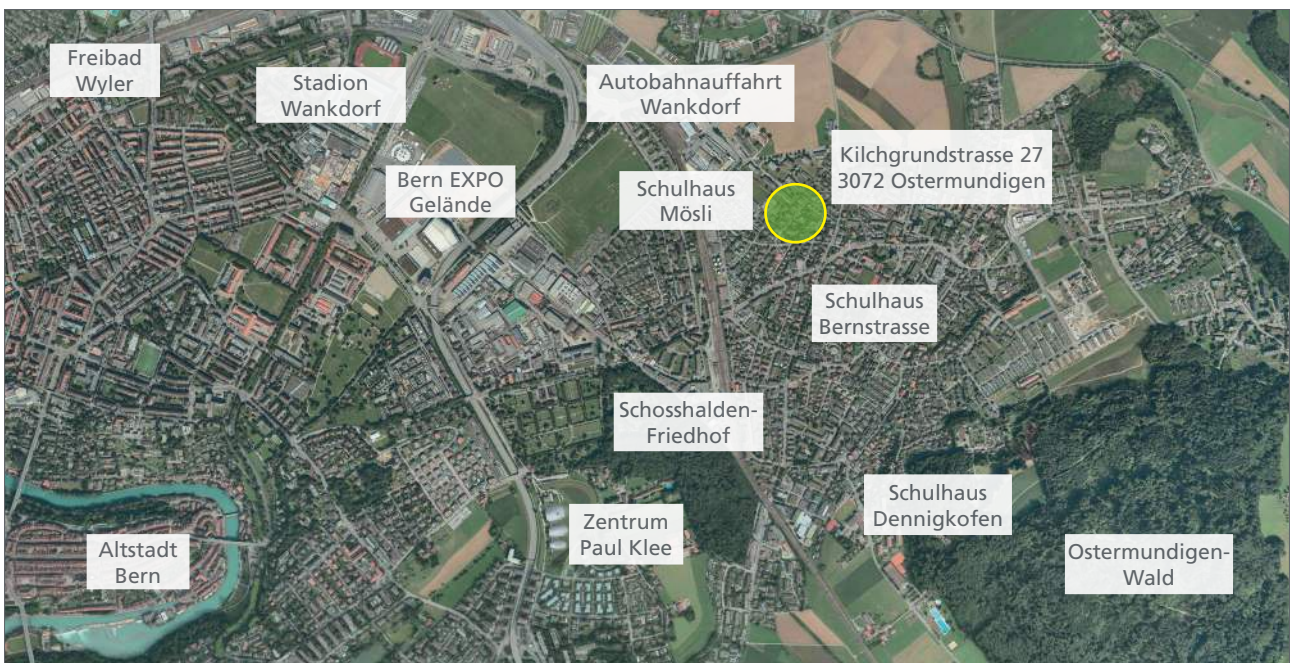 Freibad
Wyler
Stadion
Wankdorf
Autobahnauffahrt
Wankdorf
Kilchgrundstrasse 27
3072 Ostermundigen
Bern EXPO
Gelände
Schulhaus
Mösli
Schulhaus
Bernstrasse
Schosshalden-
Friedhof
Schulhaus
Dennigkofen
Zentrum
Paul Klee
Altstadt
Bern
Ostermundigen-
Wald